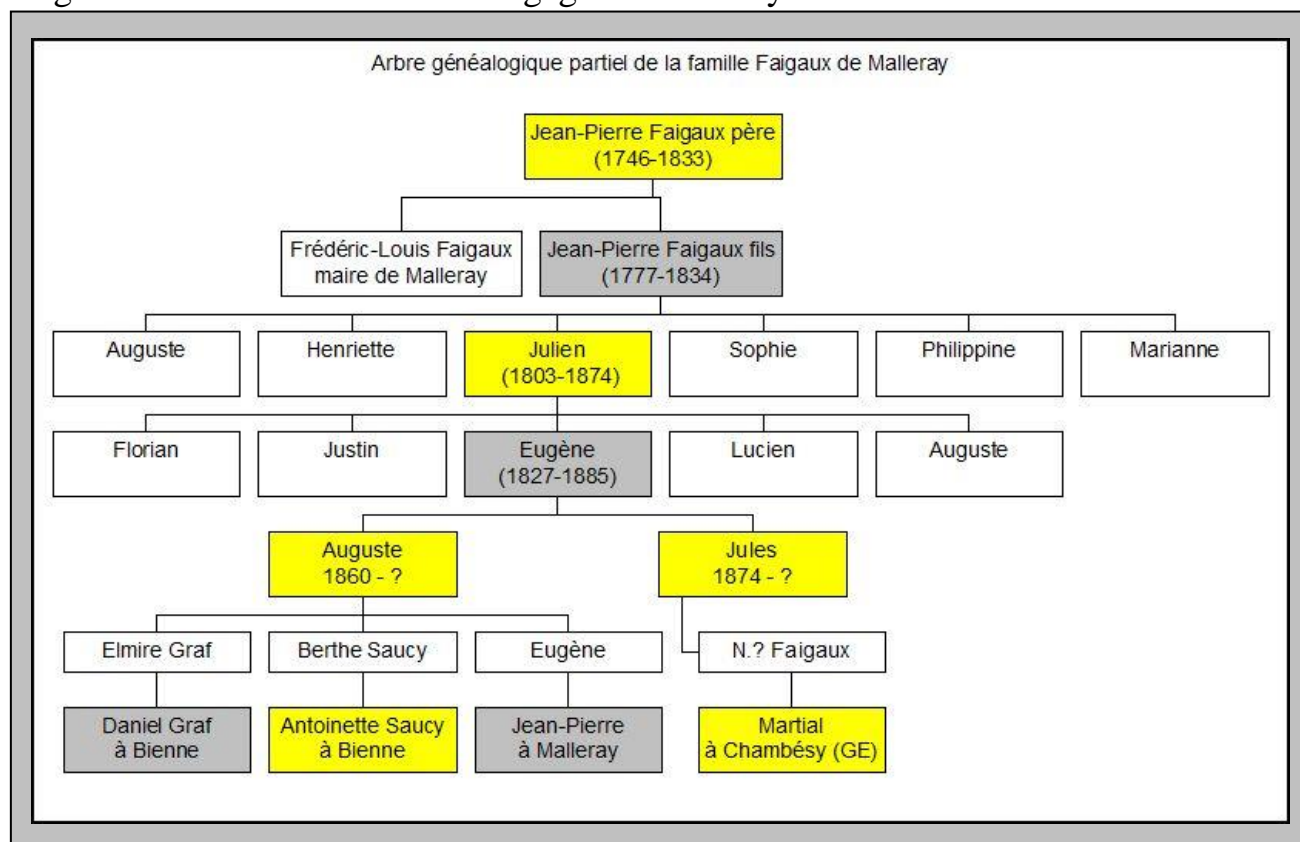 Arbre généalogique partiel de la famille Faigaux de Malleray
Jean-Pierre Faigaux père
(1746-1833)
Frédéric-Louis Faigaux
maire de Malleray
Jean-Pierre Faigaux fils
(1777-1834)
Auguste
Henriette
Julien
(1803-1874)
Sophie
Philippine
Marianne
Florian
Justin
Eugène
(1827-1885)
Lucien
Auguste
Auguste
1860 - ?
Jules
1874 - ?
Elmire Graf
Berthe Saucy
Eugène
N.? Faigaux
Daniel Graf
à Bienne
Antoinette Saucy
à Bienne
Jean-Pierre
à Malleray
Martial
à Chambésy (GE)